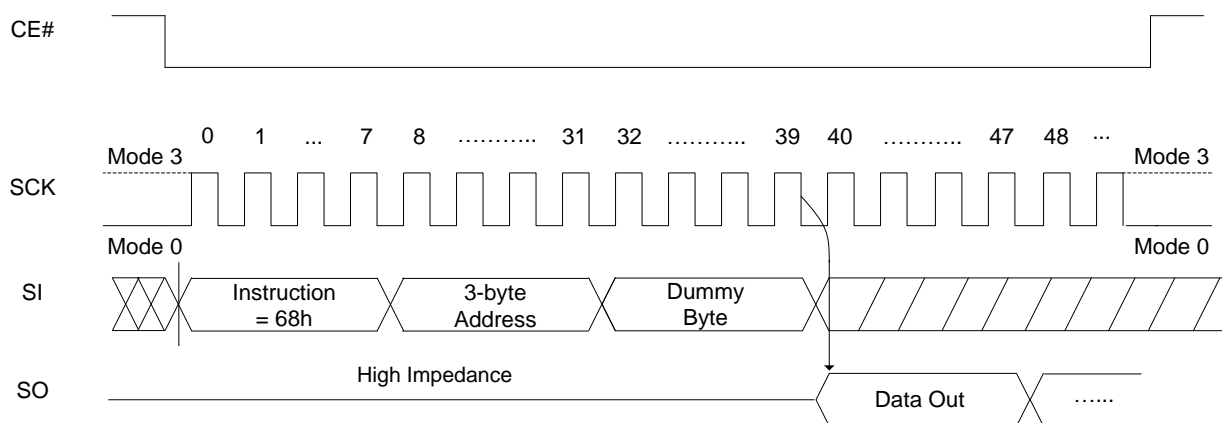 CE#
0 1 ... 7 8 ……….. 31 32 ……….. 39 40 ……….. 47 48 ...
Mode 3 Mode 3
SCK
Mode 0 Mode 0
SI
Instruction
= 68h
3-byte
Address
Dummy
Byte
High Impedance
SO
Data Out
…...